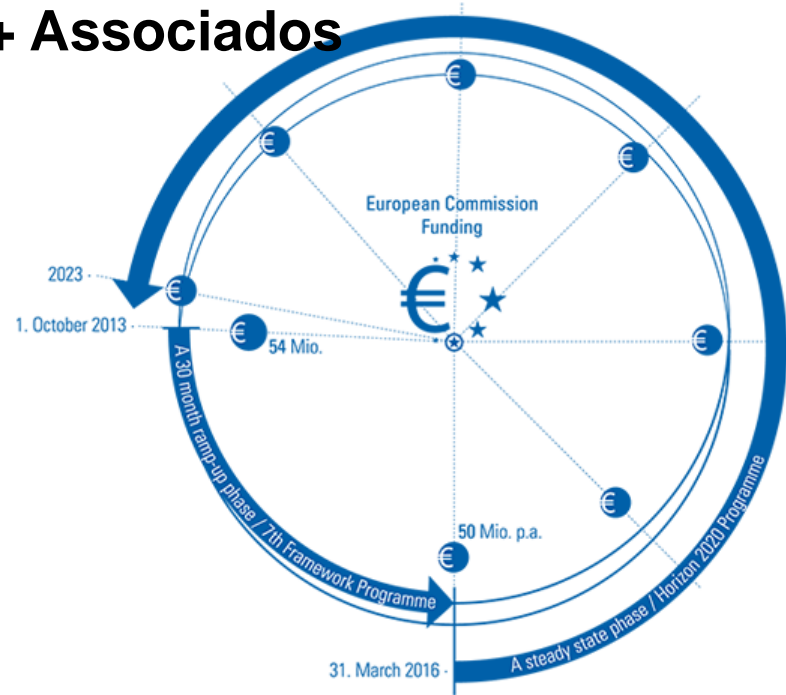 + Associados
European Commission
Funding
€
€
€
€
2023
€
1. October 2013
€
54 Mio.
€
A 30 month ramp-up phase / 7th Framework Programme
€
50 Mio. p.a.
€
A steady state phase / Horizon 2020 Programme
31. March 2016